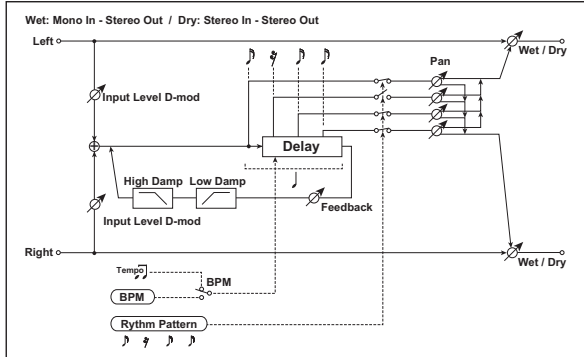 Wet: Mono In - Stereo Out / Dry: Stereo In - Stereo Out
Left
Wet / Dry
Pan
Input Level D-mod
Delay
High Damp Low Damp
Feedback
Input Level D-mod
Right
Wet / Dry
Tempo
BPM
BPM
Rythm Pattern